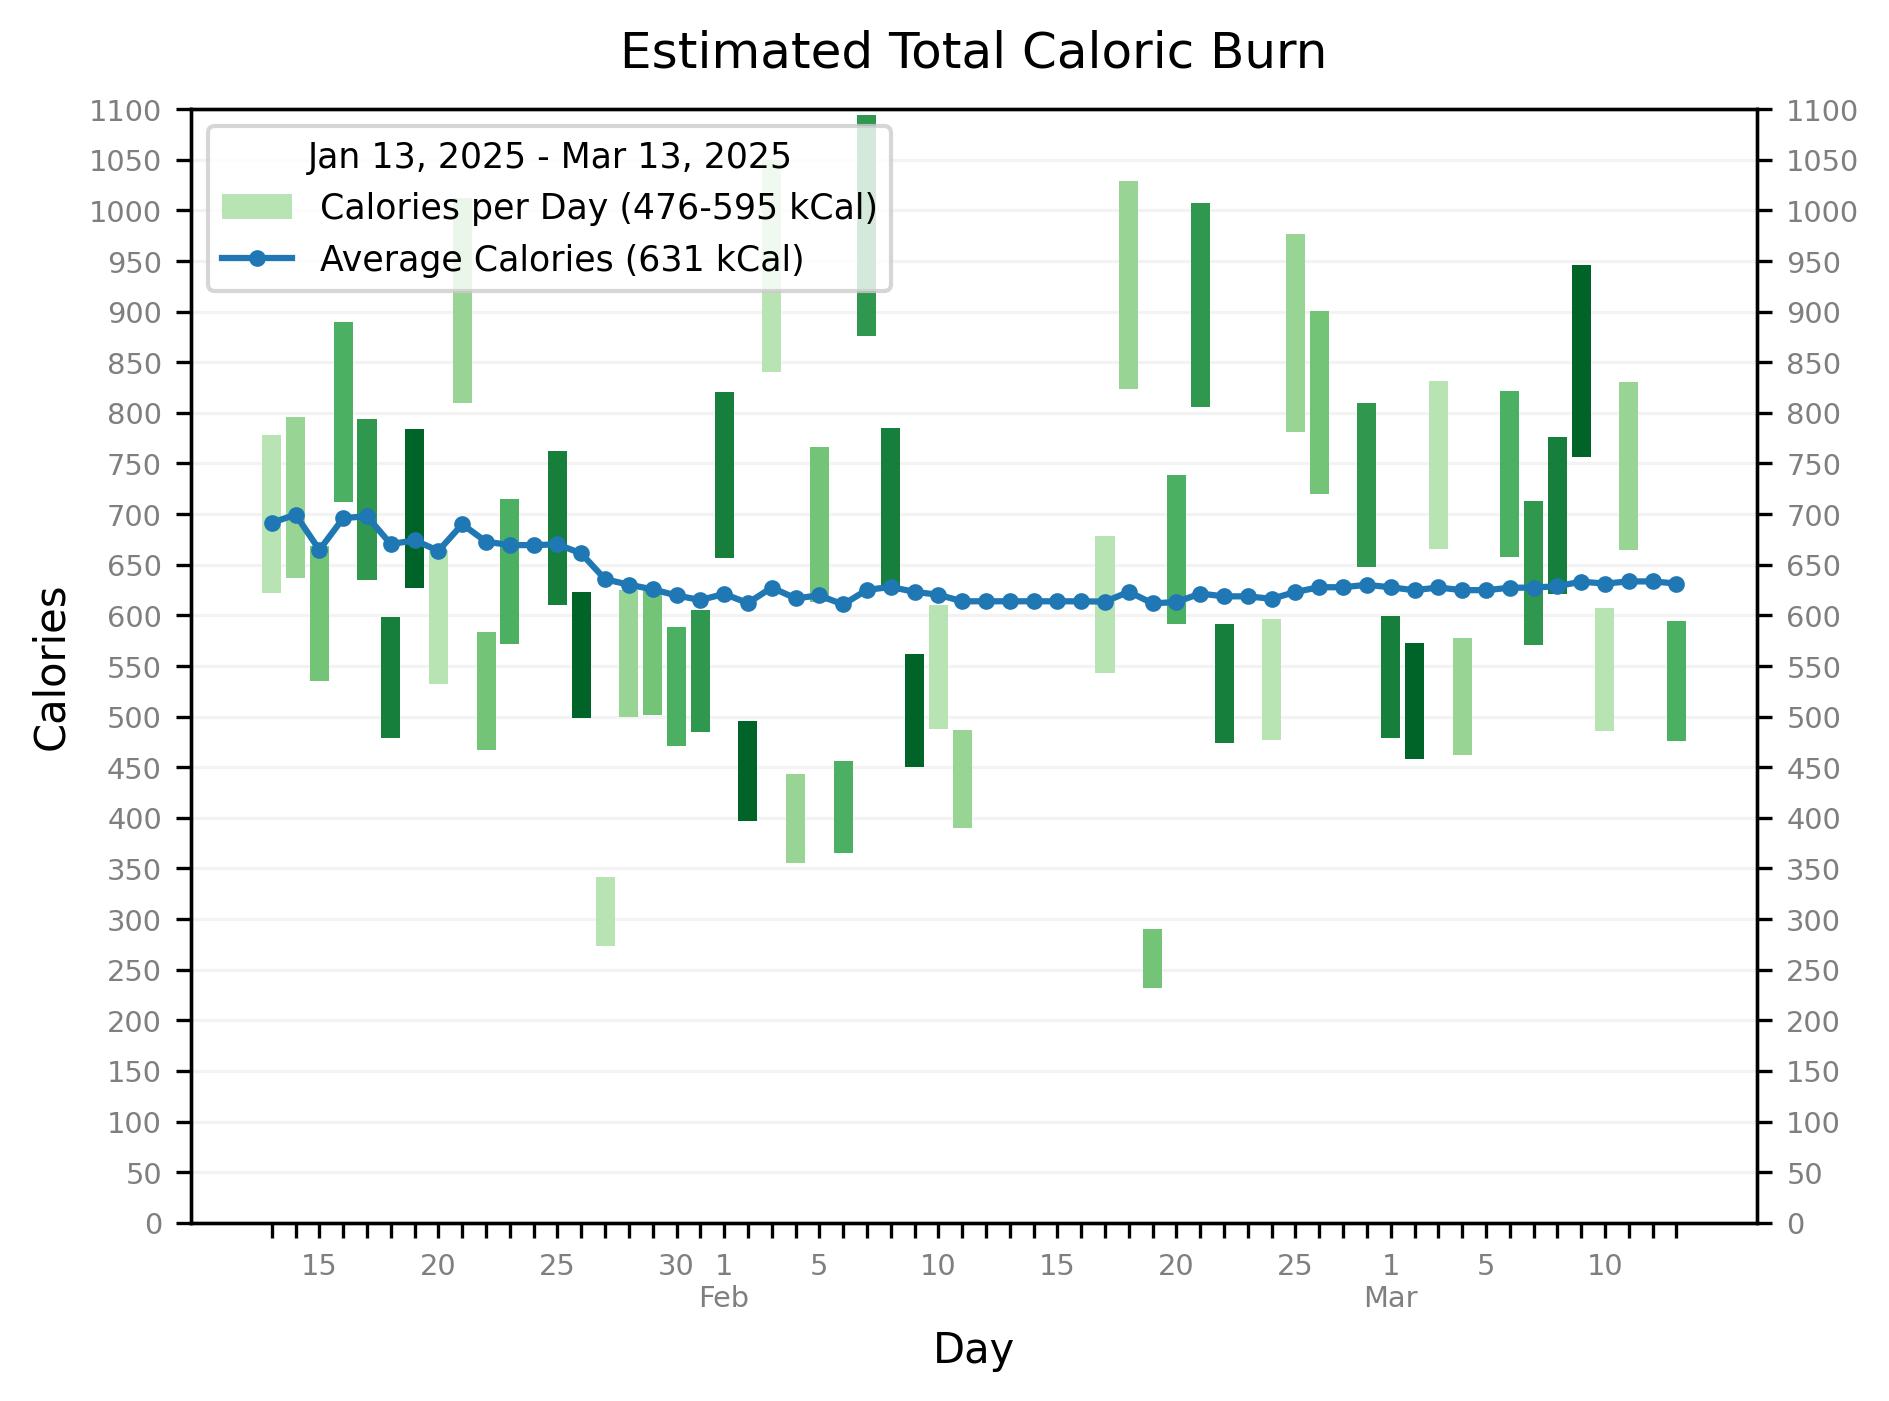 Estimated Total Caloric Burn
Jan 13, 2025 - Mar 13, 2025
Calories per Day (476-595 kCal)
Average Calories (631 kCal)
Calories
1100 1100
1050 1050
1000 1000
950 950
900 900
850 850
800 800
750 750
700 700
650 650
600 600
550 550
500 500
450 450
400 400
350 350
300 300
250 250
200 200
150 150
100 100
50 50
0 0
15 20 25 30 1 5 10 15 20 25 1 5 10
Feb Mar
Day